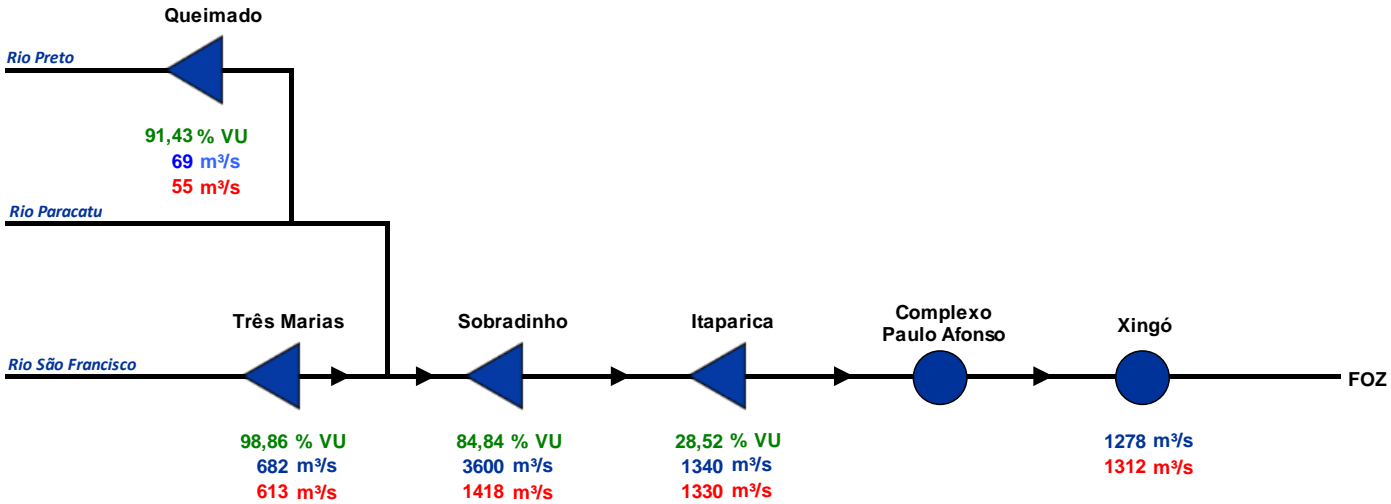 Queimado
Rio Preto
91,43 % VU
69 m³/s
55 m³/s
Rio Paracatu
Três Marias
Sobradinho
Itaparica
Complexo
Paulo Afonso
Xingó
Rio São Francisco
FOZ
98,86 % VU
682 m³/s
613 m³/s
84,84 % VU
3600 m³/s
1418 m³/s
28,52 % VU
1340 m³/s
1330 m³/s
1278 m³/s
1312 m³/s